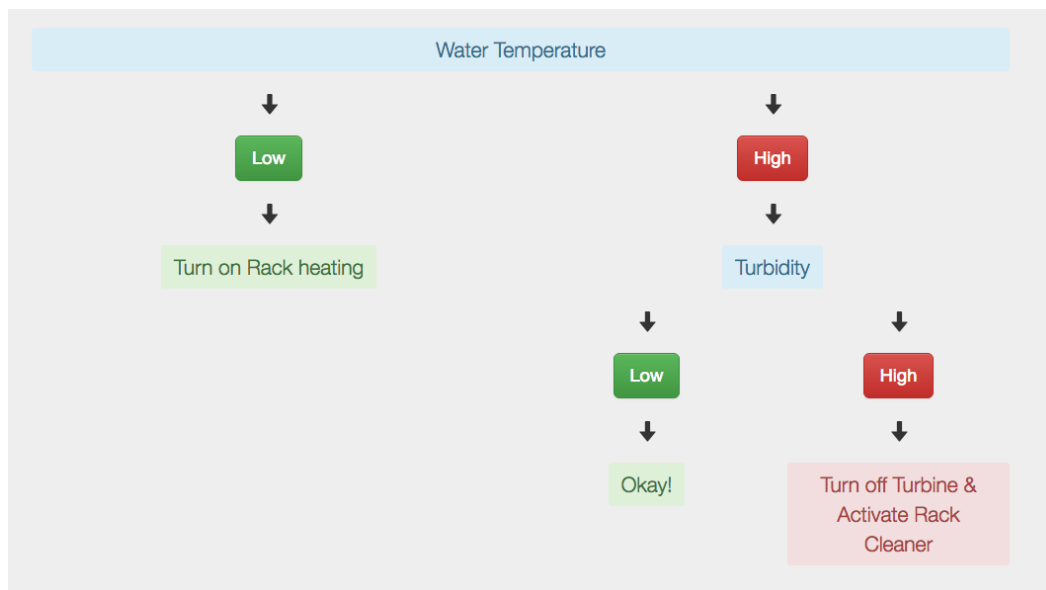 Water Temperature
Low
High
Turn on Rack heating
Turbidity
Low
High
Okay!
Turn off Turbine &
Activate Rack
Cleaner